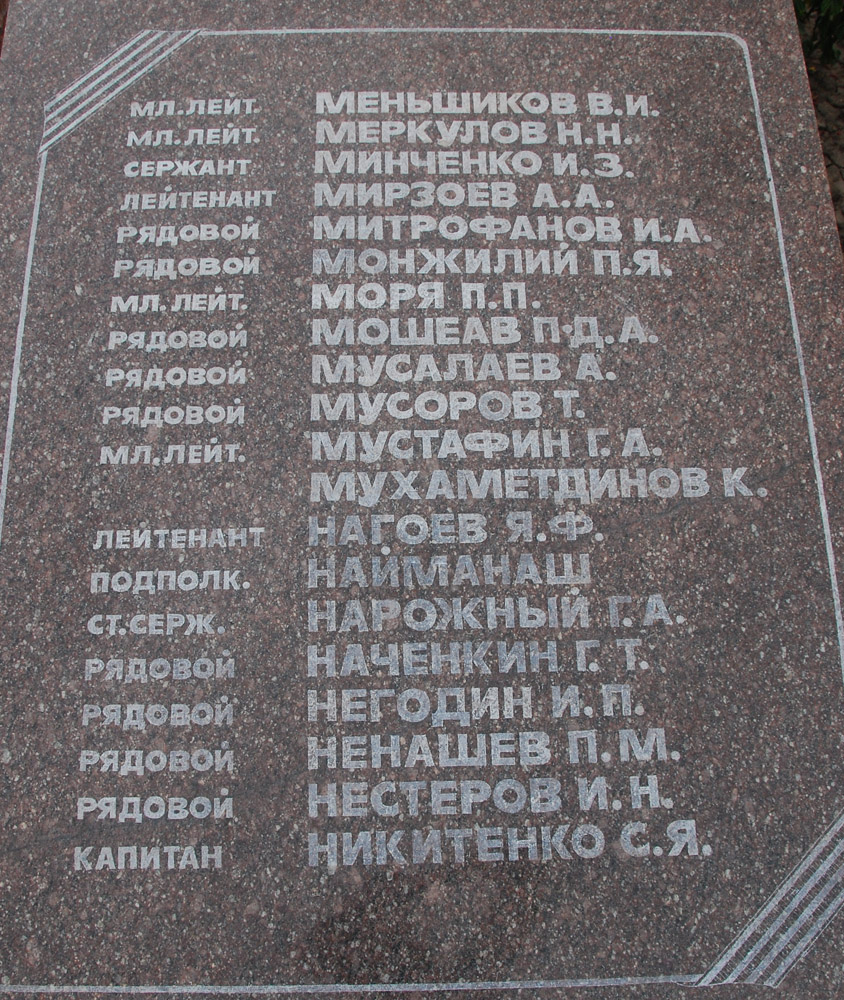 МЛ.ЛЕЙТ. МЕНЬШИКОВ В.И.
МЛ.ЛЕЙТ. МЕРКУЛОВ Н.Н.
СЕРЖАНТ МИНЧЕНКО И.З.
ЛЕЙТЕНАНТ МИРЗОЕВ А.А.
РЯДОВОЙ МИТРОФАНОВ И.А.
РЯДОВОЙ МОНЖИЛИЙ П.Я.
МЛ.ЛЕЙТ. МОРЯ П.П.
РЯДОВОЙ МОШЕАВ П.Д.А.
РЯДОВОЙ МУСАЛАЕВ А.
РЯДОВОЙ МУСОРОВ Т.
МЛ.ЛЕЙТ. МУСТАФИН Г.А.
МУХАМЕТДИНОВ К.
ЛЕЙТЕНАНТ НАГОЕВ Я.Ф.
ПОДПОЛК. НАЙМАНАШ
СТ.СЕРЖ. НАРОЖНЫЙ Г.А.
РЯДОВОЙ НАЧЕНКИН Г.Т.
РЯДОВОЙ НЕГОДИН И.П.
РЯДОВОЙ НЕНАШЕВ П.М.
РЯДОВОЙ НЕСТЕРОВ И.Н.
КАПИТАН НИКИТЕНКО С.Я.